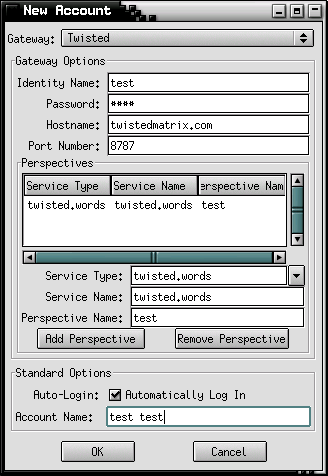 New Account
Gateway: Twisted
Gateway Options
Identity Name: test
Password: ****
Hostname: twistedmatrix.com
Port Number: 8787
Perspectives
Service Type Service Name erspective Nam
twisted.words twisted.words test
Service Type: twisted.words
Service Name: twisted.words
Perspective Name: test
Add Perspective Remove Perspective
Standard Options
Auto-Login: Automatically Log In
Account Name: test test
OK Cancel